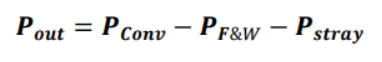 P_out = P_Conv − P_F&W − P_stray